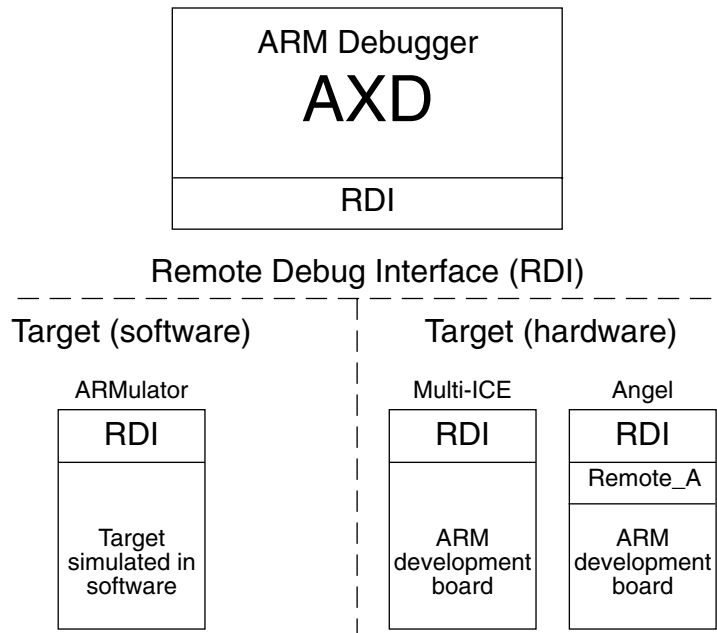 ARM Debugger
AXD
RDI
Remote Debug Interface (RDI)
Target (software)
Target (hardware)
ARMulator
RDI
Target
simulated in
software
Multi-ICE
RDI
ARM
development
board
Angel
RDI
Remote_A
ARM
development
board